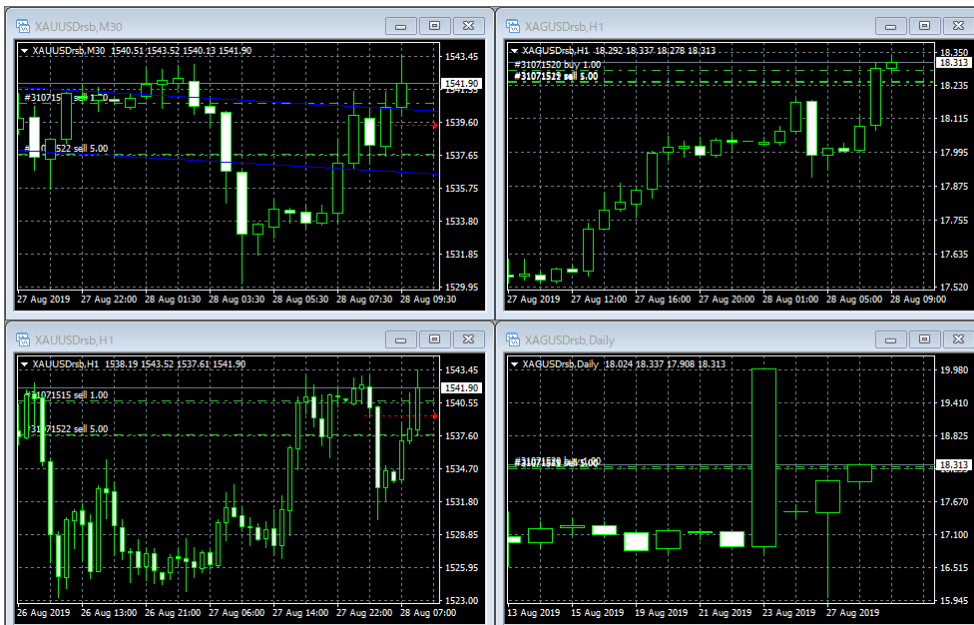 XAUUSDrsb,M30
XAUUSDrsb,M30 1540.51 1543.52 1540.13 1541.90
1543.45
1541.90
1541.55
#31071515 sell 1.00
1539.60
1537.65
1535.75
1533.80
1531.85
1529.95
27 Aug 2019 27 Aug 22:00 28 Aug 01:30 28 Aug 03:30 28 Aug 05:30 28 Aug 07:30 28 Aug 09:30
XAGUSDrsb,H1
XAGUSDrsb,H1 18.292 18.337 18.278 18.313
18.350
#31071520 buy 1.00
18.313
18.235
18.115
17.995
17.875
17.755
17.635
17.520
27 Aug 2019 27 Aug 12:00 27 Aug 16:00 27 Aug 20:00 28 Aug 01:00 28 Aug 05:00 28 Aug 09:00
XAUUSDrsb,H1
XAUUSDrsb,H1 1538.19 1543.52 1537.61 1541.90
1543.45
1541.90
#31071515 sell 1.00
1540.55
#31071522 sell 5.00
1537.60
1534.70
1531.80
1528.85
1525.95
1523.00
26 Aug 2019 26 Aug 13:00 26 Aug 21:00 27 Aug 06:00 27 Aug 14:00 27 Aug 22:00 28 Aug 07:00
XAGUSDrsb,Daily
XAGUSDrsb,Daily 18.024 18.337 17.908 18.313
19.980
19.410
18.825
18.313
17.670
17.100
16.515
15.945
13 Aug 2019 15 Aug 2019 19 Aug 2019 21 Aug 2019 23 Aug 2019 27 Aug 2019